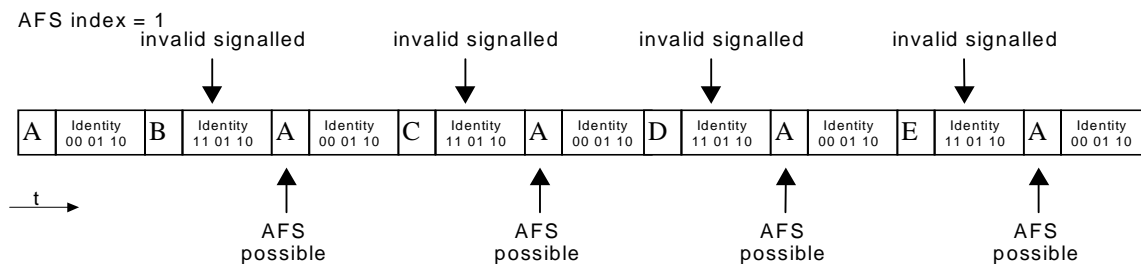 AFS index = 1
invalid signalled invalid signalled invalid signalled invalid signalled
A Identity B Identity A Identity C Identity A Identity D Identity A Identity E Identity A Identity
00 01 10 11 01 10 00 01 10 11 01 10 00 01 10 11 01 10 00 01 10 11 01 10 00 01 10
t
AFS AFS AFS AFS
possible possible possible possible